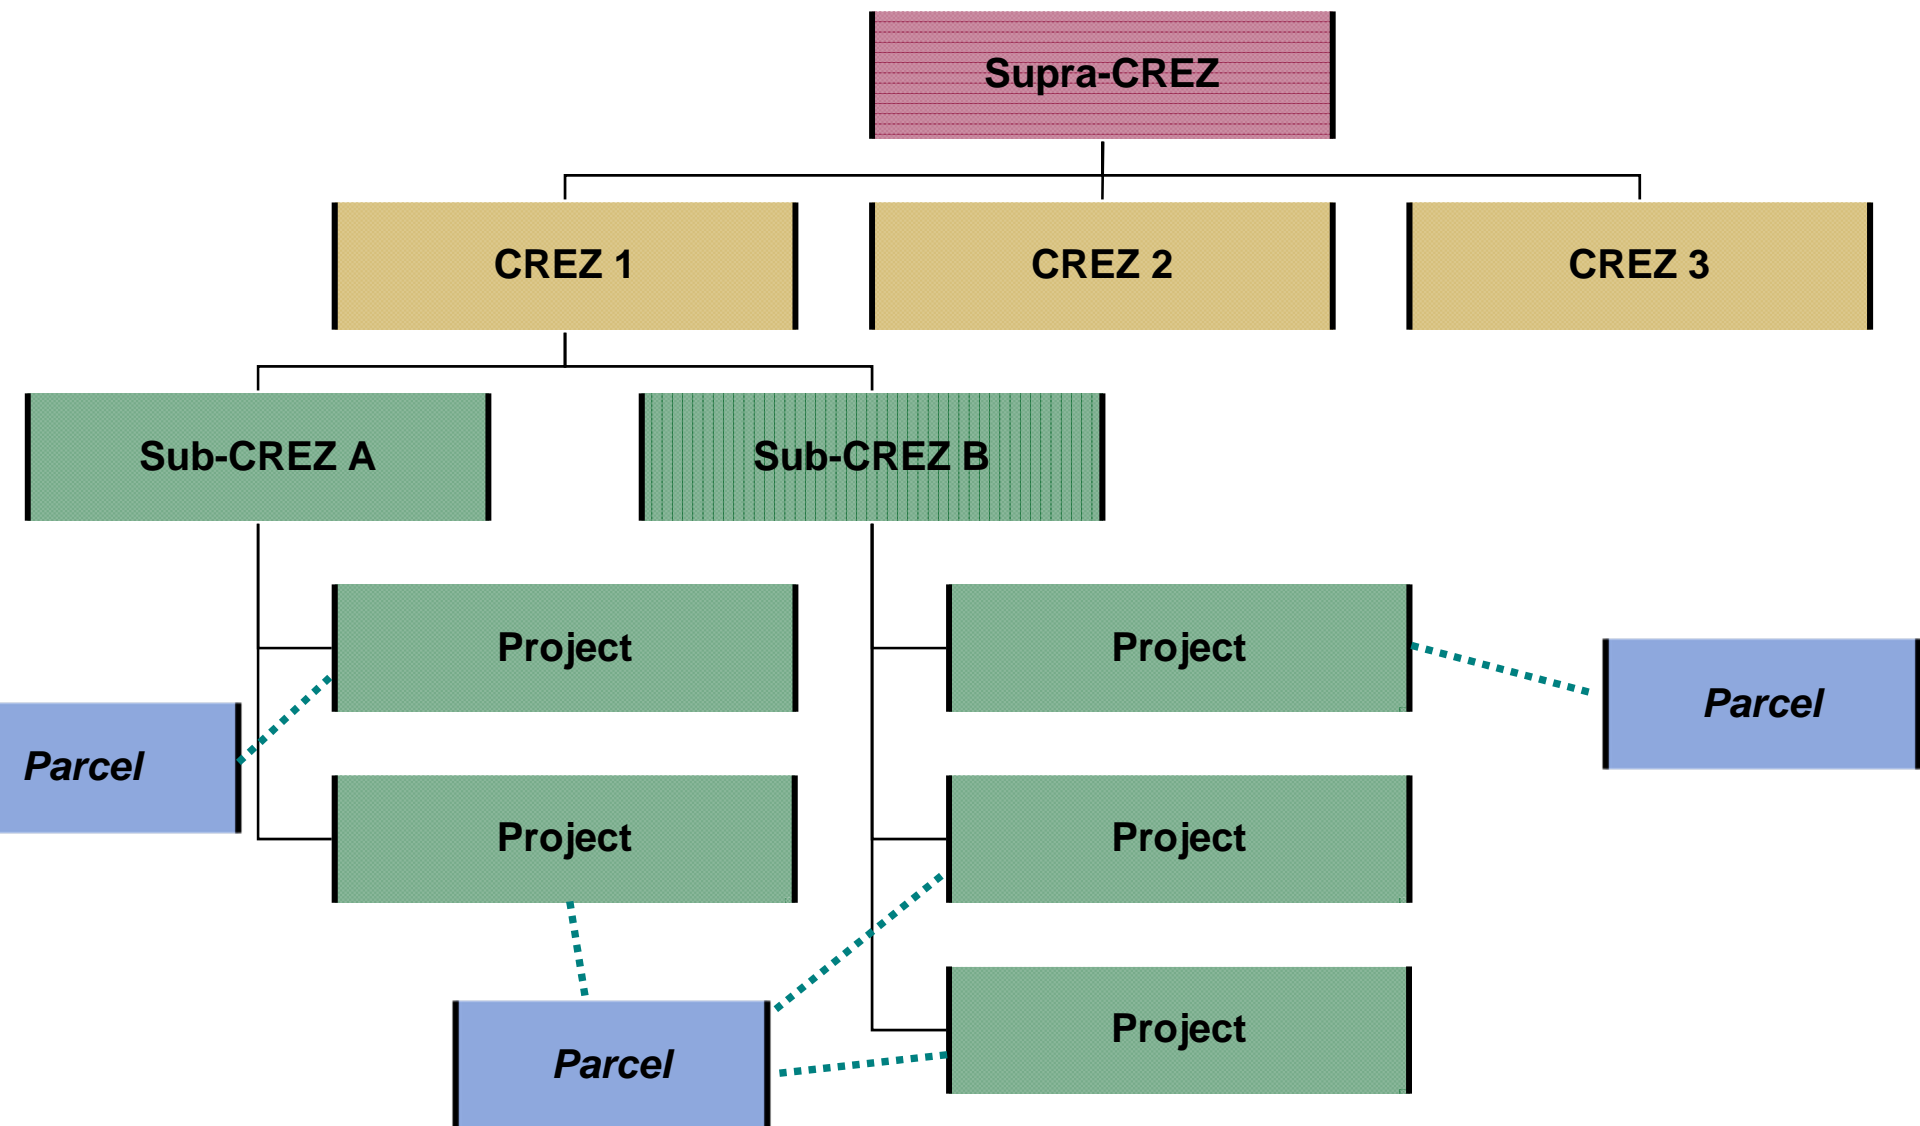 Supra-CREZ
CREZ 1
CREZ 2
CREZ 3
Sub-CREZ A
Sub-CREZ B
Project
Project
Parcel
Parcel
Project
Project
Project
Parcel